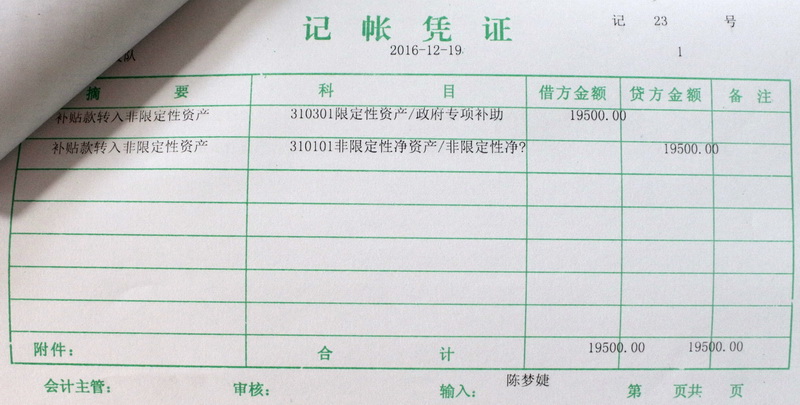 记帐凭证
记 23 号
队 2016-12-19 1
摘要 科目 借方金额 贷方金额 备注
补贴款转入非限定性资产 310301限定性资产/政府专项补助 19500.00
补贴款转入非限定性资产 310101非限定性净资产/非限定性净? 19500.00
附件: 合计 19500.00 19500.00
会计主管: 审核: 输入: 陈梦婕 第 页共 页